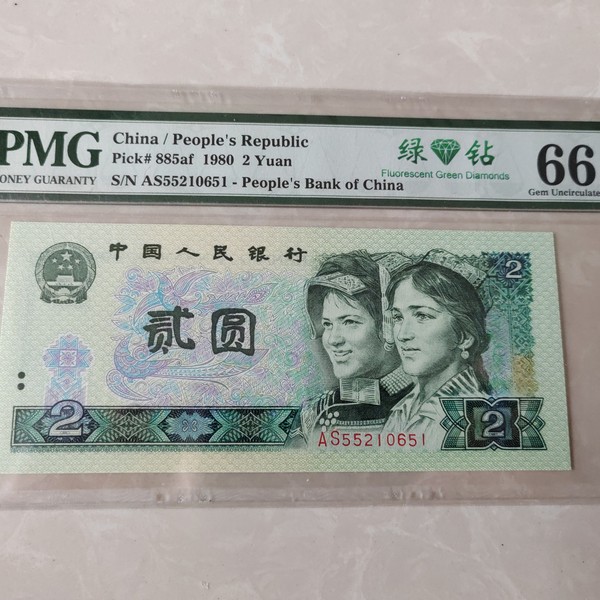 PMG
ONEY GUARANTY
China / People's Republic
Pick# 885af 1980 2 Yuan
S/N AS55210651 - People's Bank of China
绿钻
Fluorescent Green Diamonds
66
Gem Uncirculate
中国人民银行
贰圆
2
2
AS55210651
2